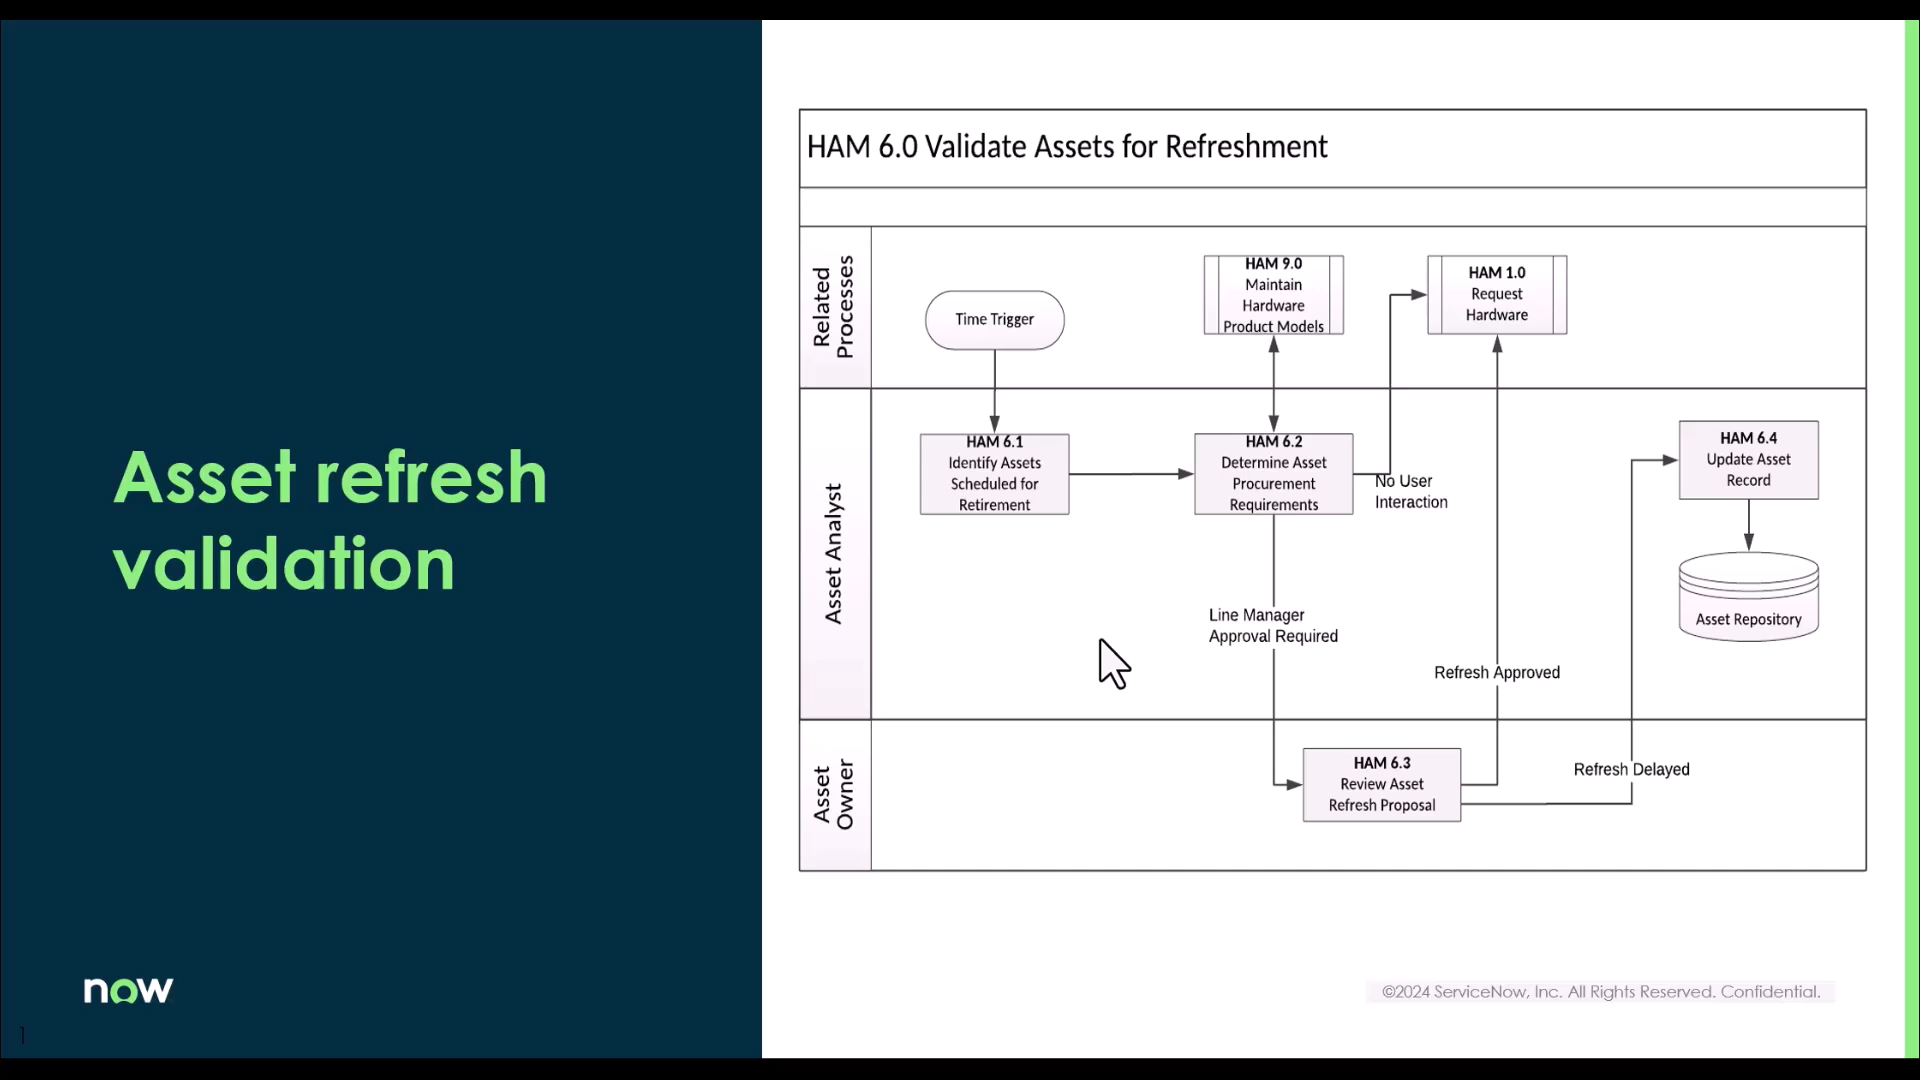 Asset refresh
validation
now
1
HAM 6.0 Validate Assets for Refreshment
Related
Processes
Time Trigger
HAM 9.0
Maintain
Hardware
Product Models
HAM 1.0
Request
Hardware
Asset Analyst
HAM 6.1
Identify Assets
Scheduled for
Retirement
HAM 6.2
Determine Asset
Procurement
Requirements
No User
Interaction
HAM 6.4
Update Asset
Record
Asset Repository
Line Manager
Approval Required
Refresh Approved
Asset
Owner
HAM 6.3
Review Asset
Refresh Proposal
Refresh Delayed
©2024 ServiceNow, Inc. All Rights Reserved. Confidential.